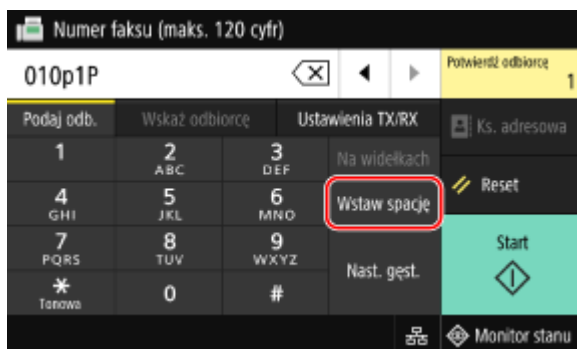 Numer faksu (maks. 120 cyfr)
010p1P
Potwierdź odbiorcę
1
Podaj odb.
Wskaż odbiorcę
Ustawienia TX/RX
Ks. adresowa
1
2
ABC
3
DEF
Na widełkach
4
GHI
5
JKL
6
MNO
Wstaw spację
Reset
7
PQRS
8
TUV
9
WXYZ
Nast. gęst.
Start
*
Tonowa
0
#
Monitor stanu